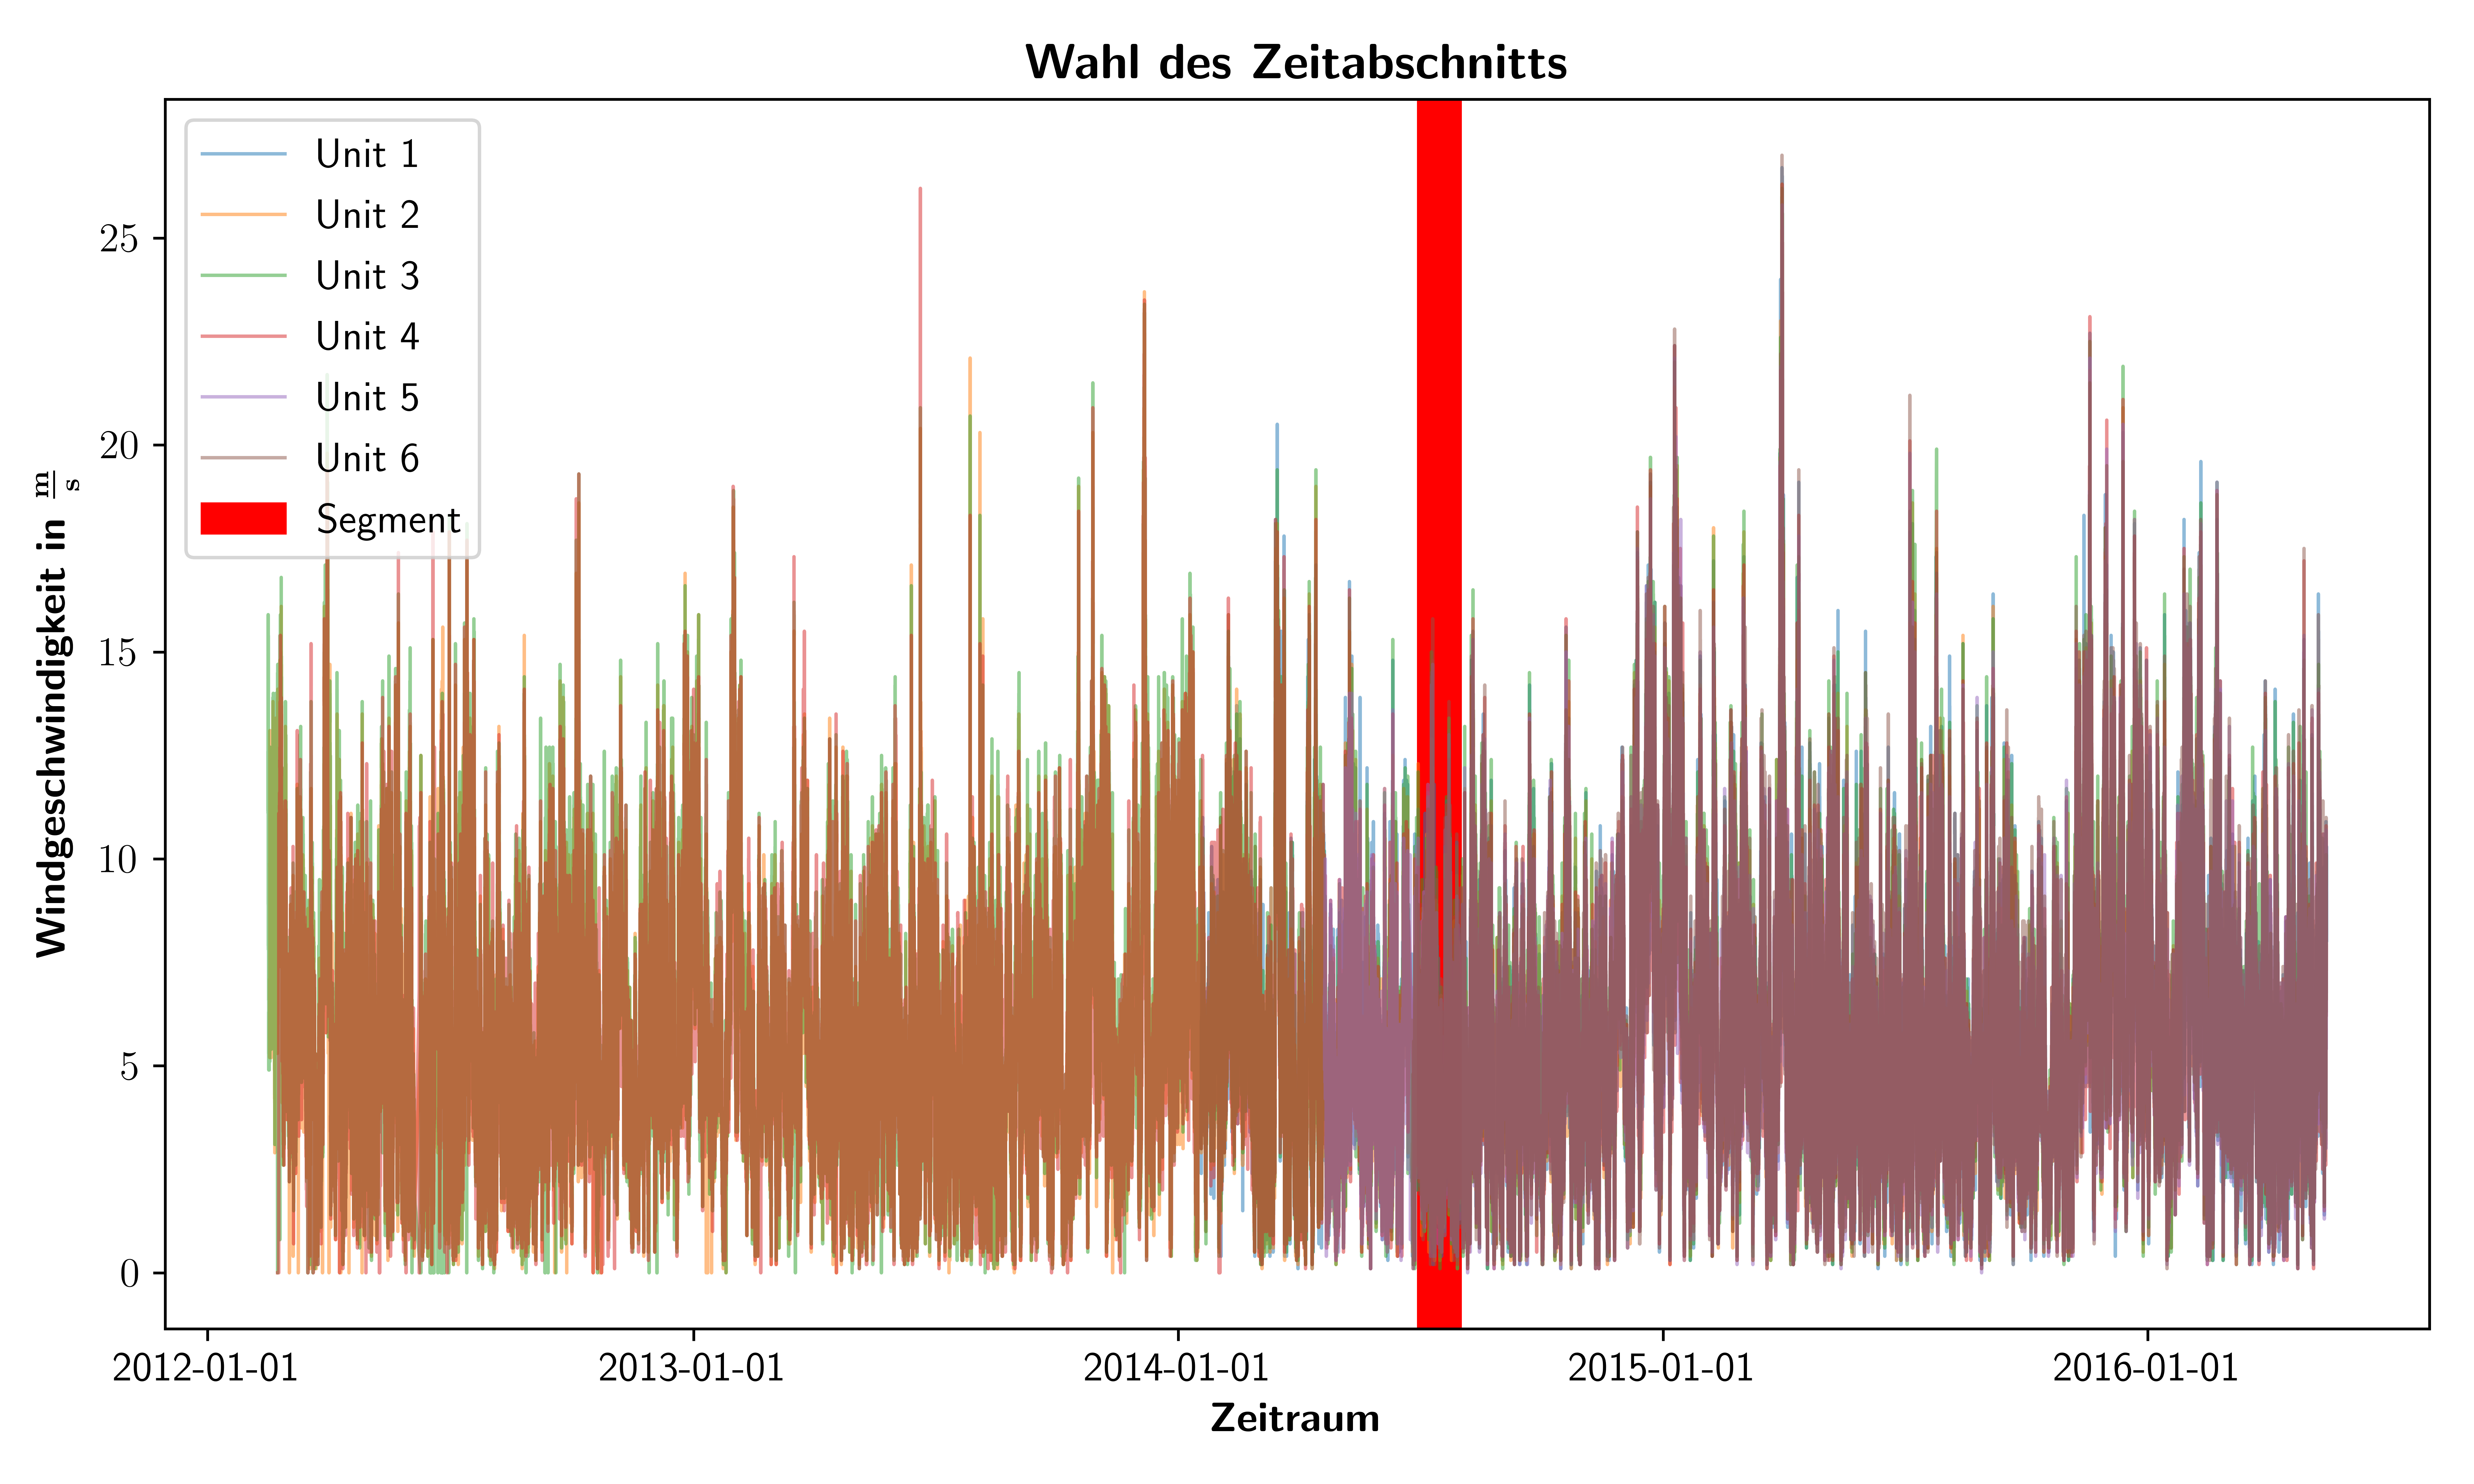 Wahl des Zeitabschnitts
Unit 1
Unit 2
Unit 3
Unit 4
Unit 5
Unit 6
Segment
Windgeschwindigkeit in m/s
25
20
15
10
5
0
2012-01-01 2013-01-01 2014-01-01 2015-01-01 2016-01-01
Zeitraum